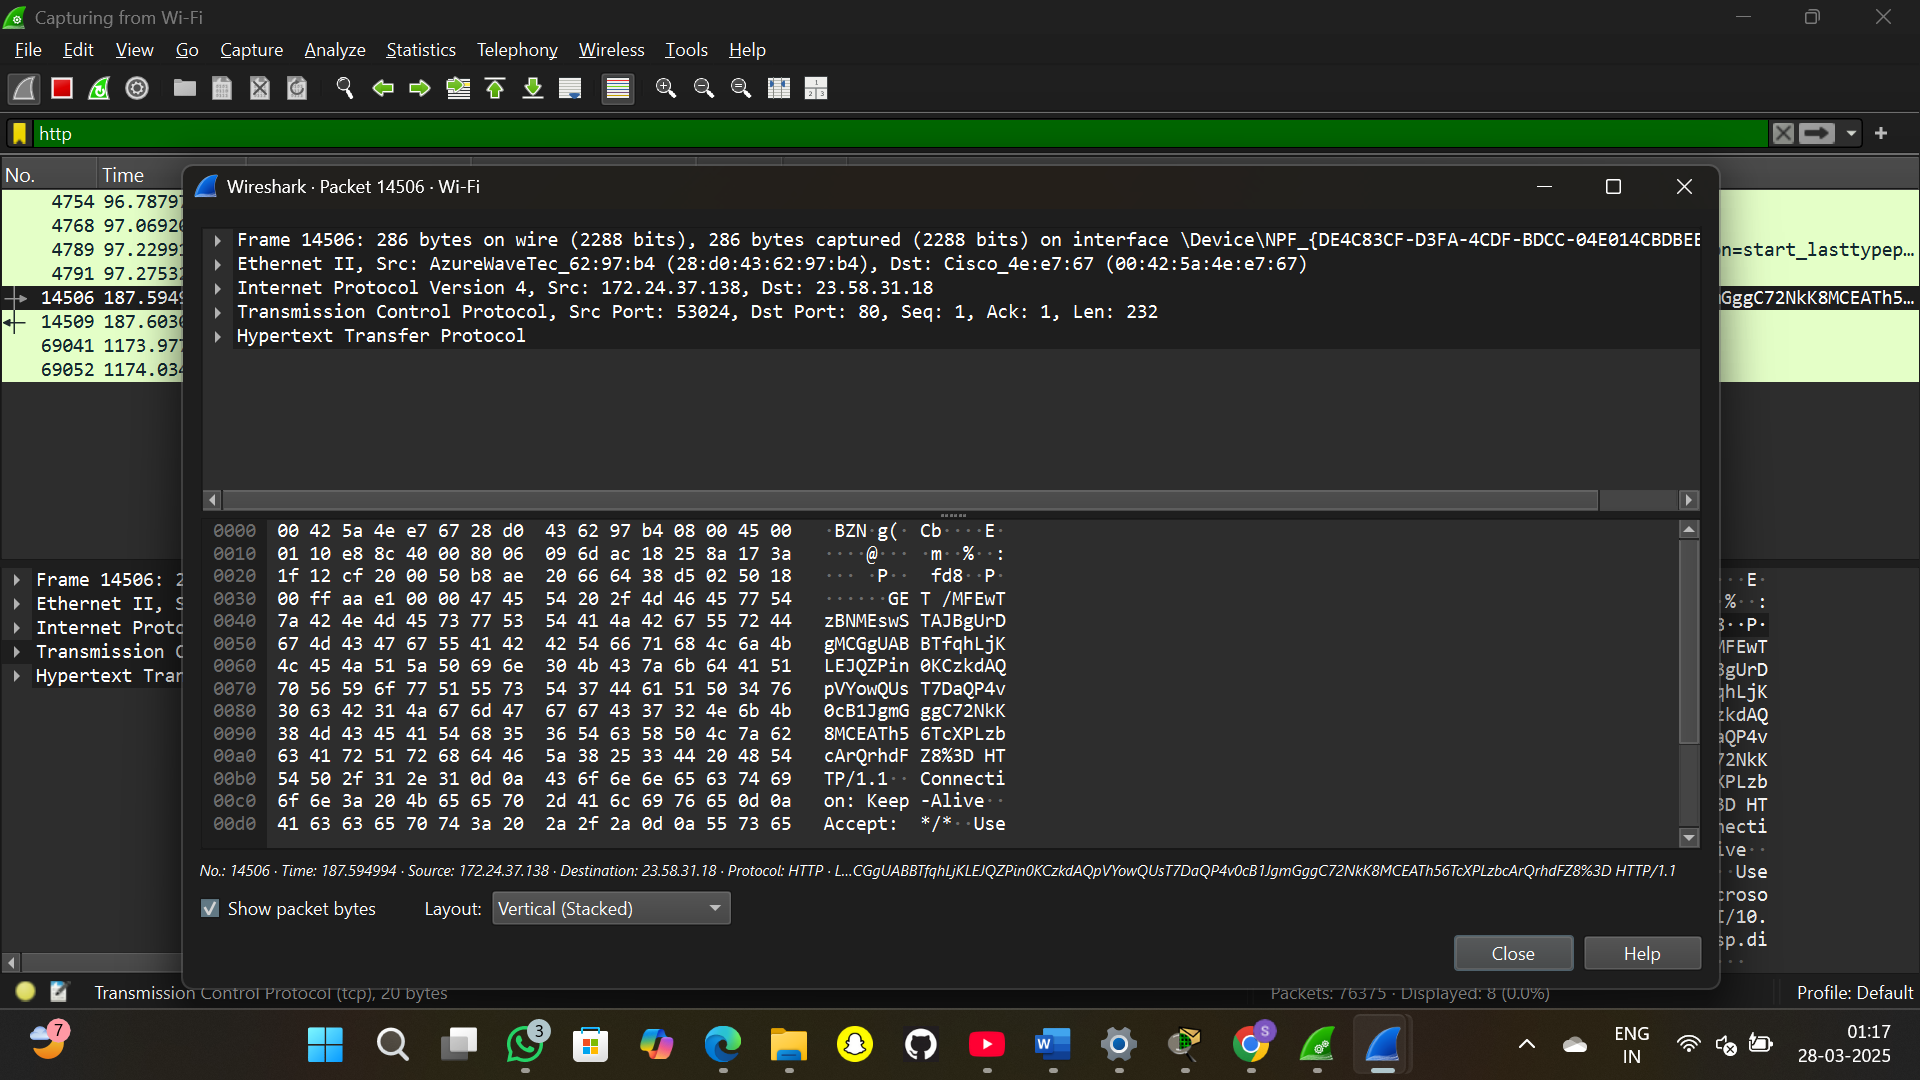 Capturing from Wi-Fi
File Edit View Go Capture Analyze Statistics Telephony Wireless Tools Help
http
No. Time
4754 96.78797
4768 97.06920
4789 97.22991
n=start_lasttypep...
4791 97.27532
14506 187.5949
GggC72NkK8MCEATh5...
14509 187.6030
69041 1173.977
69052 1174.034
Wireshark · Packet 14506 · Wi-Fi
Frame 14506: 286 bytes on wire (2288 bits), 286 bytes captured (2288 bits) on interface \Device\NPF_{DE4C83CF-D3FA-4CDF-BDCC-04E014CBDBEE
Ethernet II, Src: AzureWaveTec_62:97:b4 (28:d0:43:62:97:b4), Dst: Cisco_4e:e7:67 (00:42:5a:4e:e7:67)
Internet Protocol Version 4, Src: 172.24.37.138, Dst: 23.58.31.18
Transmission Control Protocol, Src Port: 53024, Dst Port: 80, Seq: 1, Ack: 1, Len: 232
Hypertext Transfer Protocol
0000 00 42 5a 4e e7 67 28 d0 43 62 97 b4 08 00 45 00 ·BZN·g(· Cb····E·
0010 01 10 e8 8c 40 00 80 06 09 6d ac 18 25 8a 17 3a ····@··· ·m··%··:
0020 1f 12 cf 20 00 50 b8 ae 20 66 64 38 d5 02 50 18 ··· ·P·· fd8··P·
0030 00 ff aa e1 00 00 47 45 54 20 2f 4d 46 45 77 54 ······GE T /MFEwT
0040 7a 42 4e 4d 45 73 77 53 54 41 4a 42 67 55 72 44 zBNMEswS TAJBgUrD
0050 67 4d 43 47 67 55 41 42 42 54 66 71 68 4c 6a 4b gMCGgUAB BTfqhLjK
0060 4c 45 4a 51 5a 50 69 6e 30 4b 43 7a 6b 64 41 51 LEJQZPin 0KCzkdAQ
0070 70 56 59 6f 77 51 55 73 54 37 44 61 51 50 34 76 pVYowQUs T7DaQP4v
0080 30 63 42 31 4a 67 6d 47 67 67 43 37 32 4e 6b 4b 0cB1JgmG ggC72NkK
0090 38 4d 43 45 41 54 68 35 36 54 63 58 50 4c 7a 62 8MCEATh5 6TcXPLzb
00a0 63 41 72 51 72 68 64 46 5a 38 25 33 44 20 48 54 cArQrhdF Z8%3D HT
00b0 54 50 2f 31 2e 31 0d 0a 43 6f 6e 6e 65 63 74 69 TP/1.1·· Connecti
00c0 6f 6e 3a 20 4b 65 65 70 2d 41 6c 69 76 65 0d 0a on: Keep -Alive··
00d0 41 63 63 65 70 74 3a 20 2a 2f 2a 0d 0a 55 73 65 Accept: */*··Use
No.: 14506 · Time: 187.594994 · Source: 172.24.37.138 · Destination: 23.58.31.18 · Protocol: HTTP · L...CGgUABBTfqhLjKLEJQZPin0KCzkdAQpVYowQUsT7DaQP4v0cB1JgmGggC72NkK8MCEATh56TcXPLzbcArQrhdFZ8%3D HTTP/1.1
Show packet bytes Layout: Vertical (Stacked)
Close Help
Frame 14506: 2
Ethernet II, S
Internet Proto
Transmission C
Hypertext Tran
···E·
%··:
8··P·
MFEwT
BgUrD
qhLjK
zkdAQ
aQP4v
72NkK
XPLzb
3D HT
necti
ive··
·Use
croso
I/10.
sp.di
···
Transmission Control Protocol (tcp), 20 bytes Packets: 76375 · Displayed: 8 (0.0%) Profile: Default
7
3
S
ENG
IN
01:17
28-03-2025